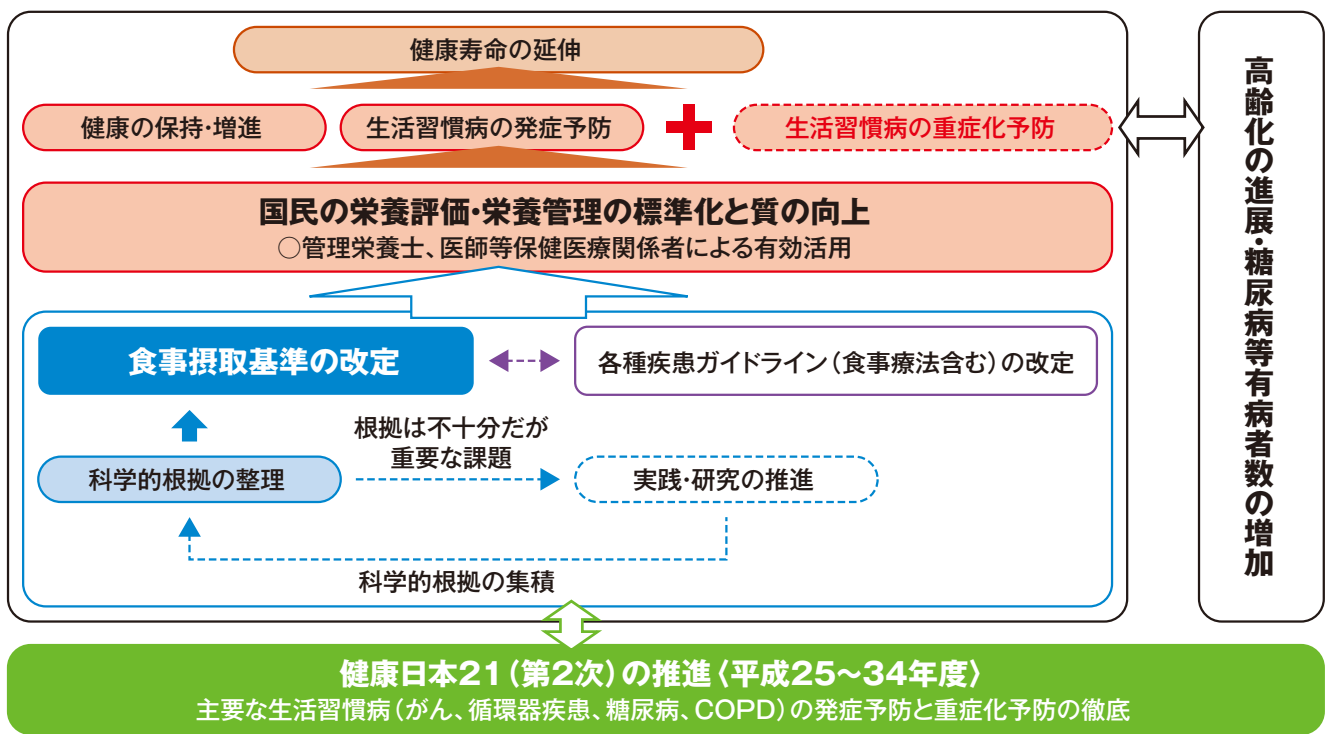 健康寿命の延伸
健康の保持・増進
生活習慣病の発症予防
+
生活習慣病の重症化予防
国民の栄養評価・栄養管理の標準化と質の向上
○管理栄養士、医師等保健医療関係者による有効活用
食事摂取基準の改定
各種疾患ガイドライン（食事療法含む）の改定
根拠は不十分だが
重要な課題
科学的根拠の整理
実践・研究の推進
科学的根拠の集積
高齢化の進展・糖尿病等有病者数の増加
健康日本21（第2次）の推進〈平成25〜34年度〉
主要な生活習慣病（がん、循環器疾患、糖尿病、COPD）の発症予防と重症化予防の徹底